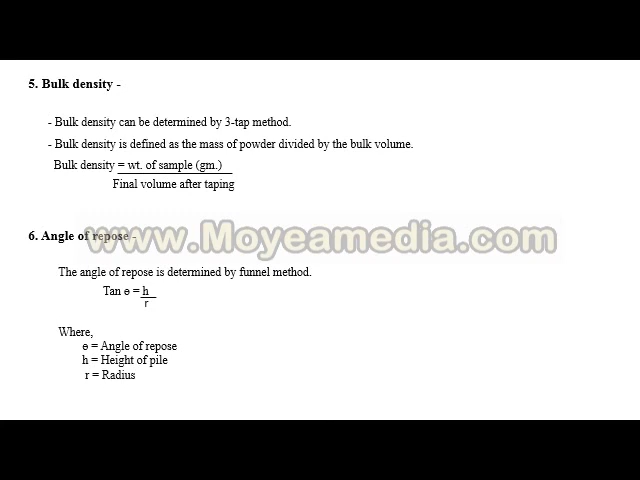 5. Bulk density -
- Bulk density can be determined by 3-tap method.
- Bulk density is defined as the mass of powder divided by the bulk volume.
Bulk density = wt. of sample (gm.)
Final volume after taping
6. Angle of repose -
www.Moyeamedia.com
The angle of repose is determined by funnel method.
Tan ɵ = h
r
Where,
ɵ = Angle of repose
h = Height of pile
r = Radius